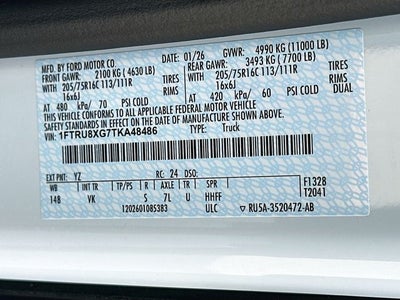 MFD. BY FORD MOTOR CO. 01/26 GVWR: 4990 KG (11000 LB)
FRONT GAWR: 2100 KG (4630 LB) REAR GAWR: 3493 KG (7700 LB)
WITH WITH
205/75R16C 113/111R 205/75R16C 113/111R
16x6J 16x6J
AT 480 kPa/ 70 PSI COLD AT 420 kPa/ 60 PSI COLD DUAL
THIS VEHICLE CONFORMS TO ALL APPLICABLE FEDERAL MOTOR VEHICLE
SAFETY STANDARDS IN EFFECT ON THE DATE OF MANUFACTURE SHOWN ABOVE.
VIN: 1FTRU8XG7TKA48486 TYPE: Truck
EXT PNT: YZ RC: 24 DSO: F1328
WB INT TR TP/PS R AXLE TR SPR T2041
148 VK S 7L U HHFF
1202601085383 ULC RU5A-3520472-AB